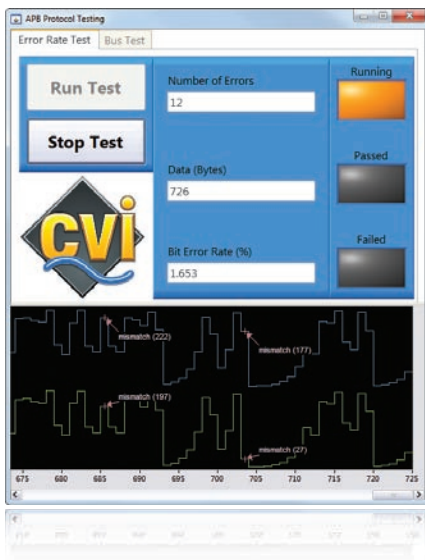 APB Protocol Testing
Error Rate Test
Bus Test
Run Test
Stop Test
CVI
Number of Errors
12
Data (Bytes)
726
Bit Error Rate (%)
1.653
Running
Passed
Failed
mismatch (222)
mismatch (177)
mismatch (197)
mismatch (27)
675 680 685 690 695 700 705 710 715 720 725